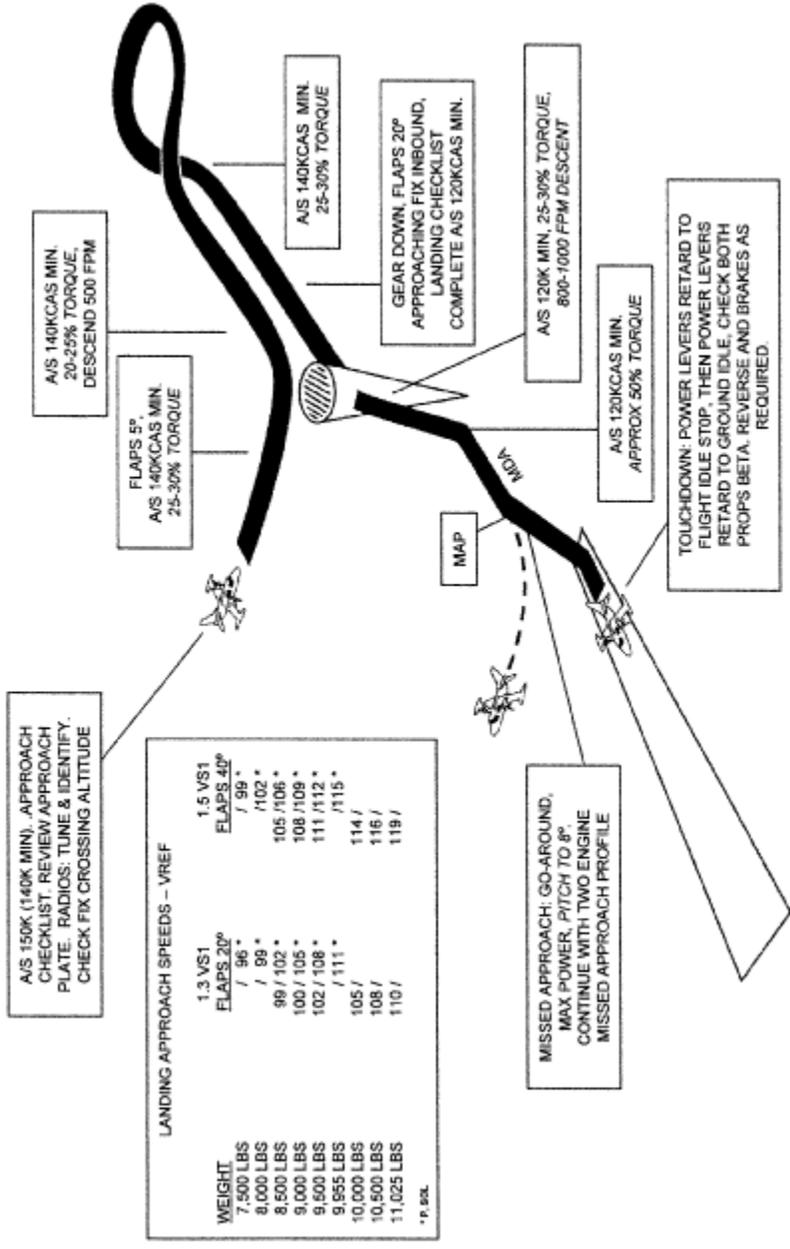 A/S 150K (140K MIN). APPROACH
CHECKLIST. REVIEW APPROACH
PLATE. RADIOS: TUNE & IDENTIFY.
CHECK FIX CROSSING ALTITUDE
FLAPS 5º,
A/S 140KCAS MIN.
25-30% TORQUE
A/S 140KCAS MIN.
20-25% TORQUE,
DESCEND 500 FPM
A/S 140KCAS MIN.
25-30% TORQUE
GEAR DOWN, FLAPS 20º
APPROACHING FIX INBOUND,
LANDING CHECKLIST
COMPLETE A/S 120KCAS MIN.
A/S 120K MIN, 25-30% TORQUE,
800-1000 FPM DESCENT
A/S 120KCAS MIN.
APPROX 50% TORQUE
MDA
MAP
TOUCHDOWN: POWER LEVERS RETARD TO
FLIGHT IDLE STOP, THEN POWER LEVERS
RETARD TO GROUND IDLE, CHECK BOTH
PROPS BETA. REVERSE AND BRAKES AS
REQUIRED.
MISSED APPROACH: GO-AROUND,
MAX POWER, PITCH TO 8º.
CONTINUE WITH TWO ENGINE
MISSED APPROACH PROFILE
LANDING APPROACH SPEEDS – VREF
1.3 VS1 1.5 VS1
WEIGHT FLAPS 20º FLAPS 40º
7,500 LBS / 96 * / 99 *
8,000 LBS / 99 * /102 *
8,500 LBS 99 / 102 * 105 /106 *
9,000 LBS 100 / 105 * 108 /109 *
9,500 LBS 102 / 108 * 111 /112 *
9,955 LBS / 111 * /115 *
10,000 LBS 105 / 114 /
10,500 LBS 108 / 116 /
11,025 LBS 110 / 119 /